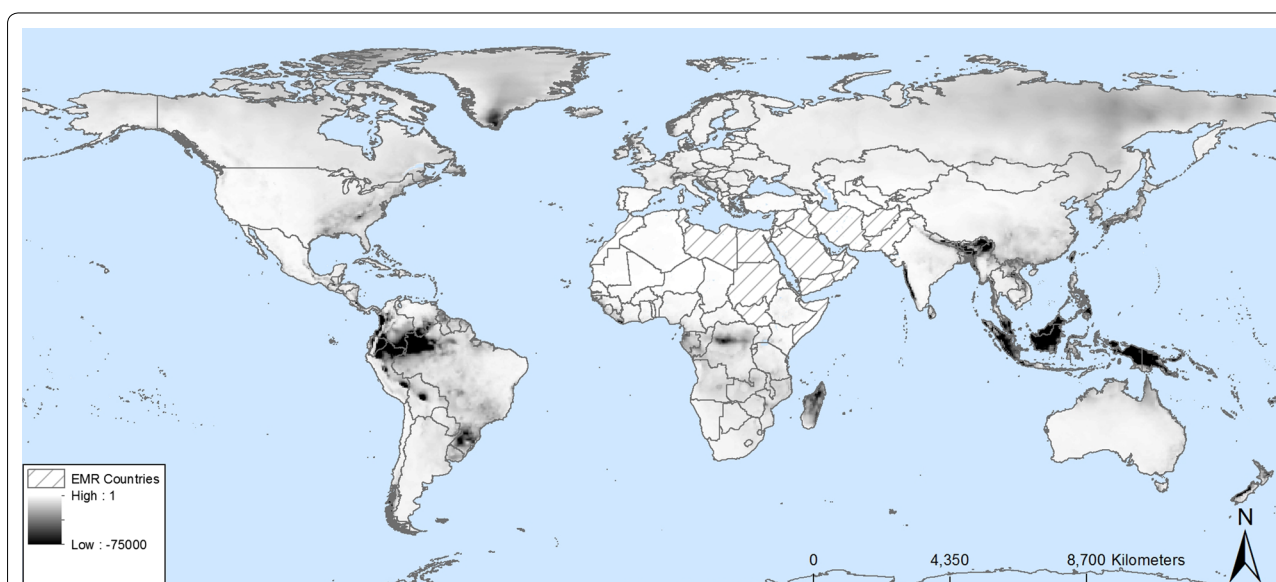 EMR Countries
High : 1
Low : -75000
N
0 4,350 8,700 Kilometers